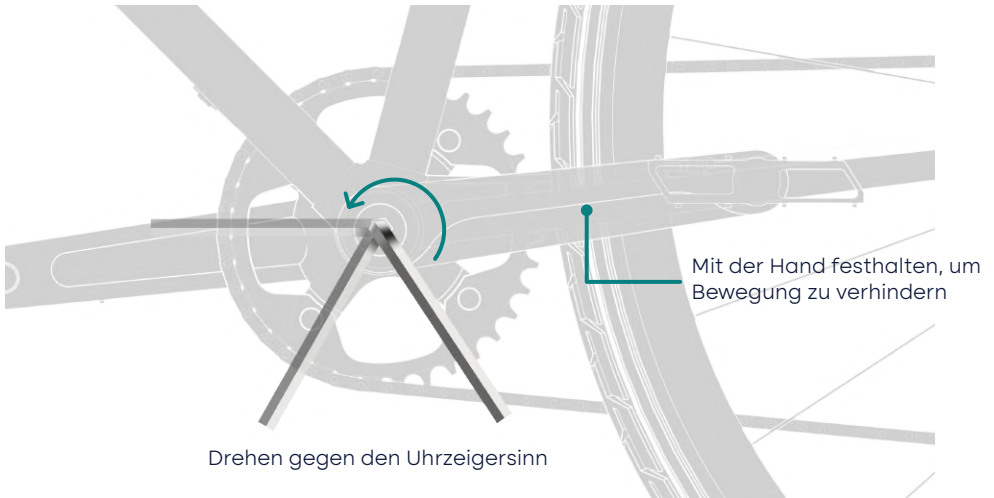 Mit der Hand festhalten, um
Bewegung zu verhindern
Drehen gegen den Uhrzeigersinn